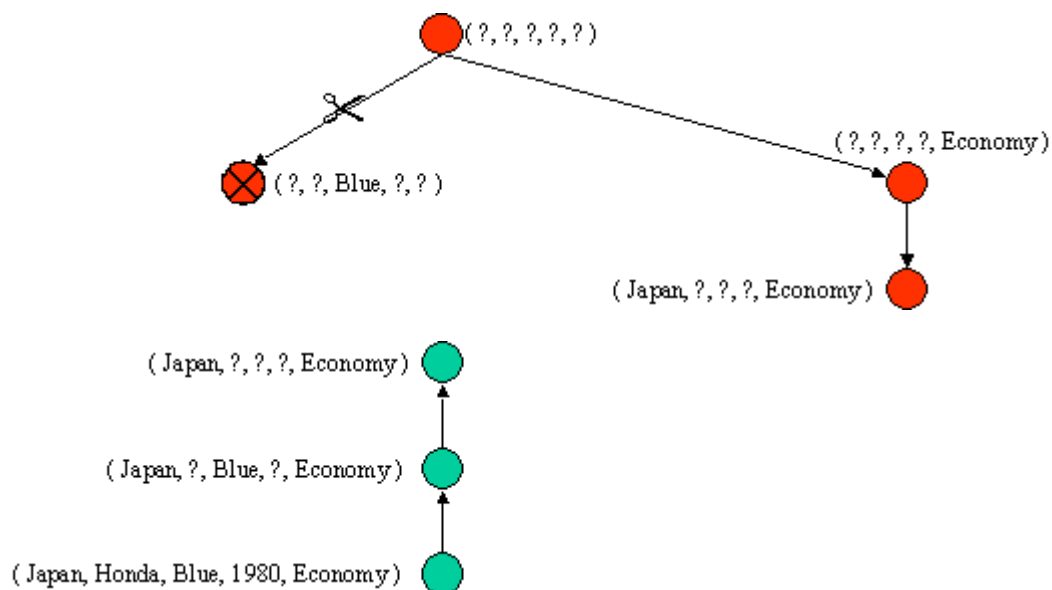 ( ?, ?, ?, ?, ? )
( ?, ?, ?, ?, Economy )
( ?, ?, Blue, ?, ? )
( Japan, ?, ?, ?, Economy )
( Japan, ?, ?, ?, Economy )
( Japan, ?, Blue, ?, Economy )
( Japan, Honda, Blue, 1980, Economy )